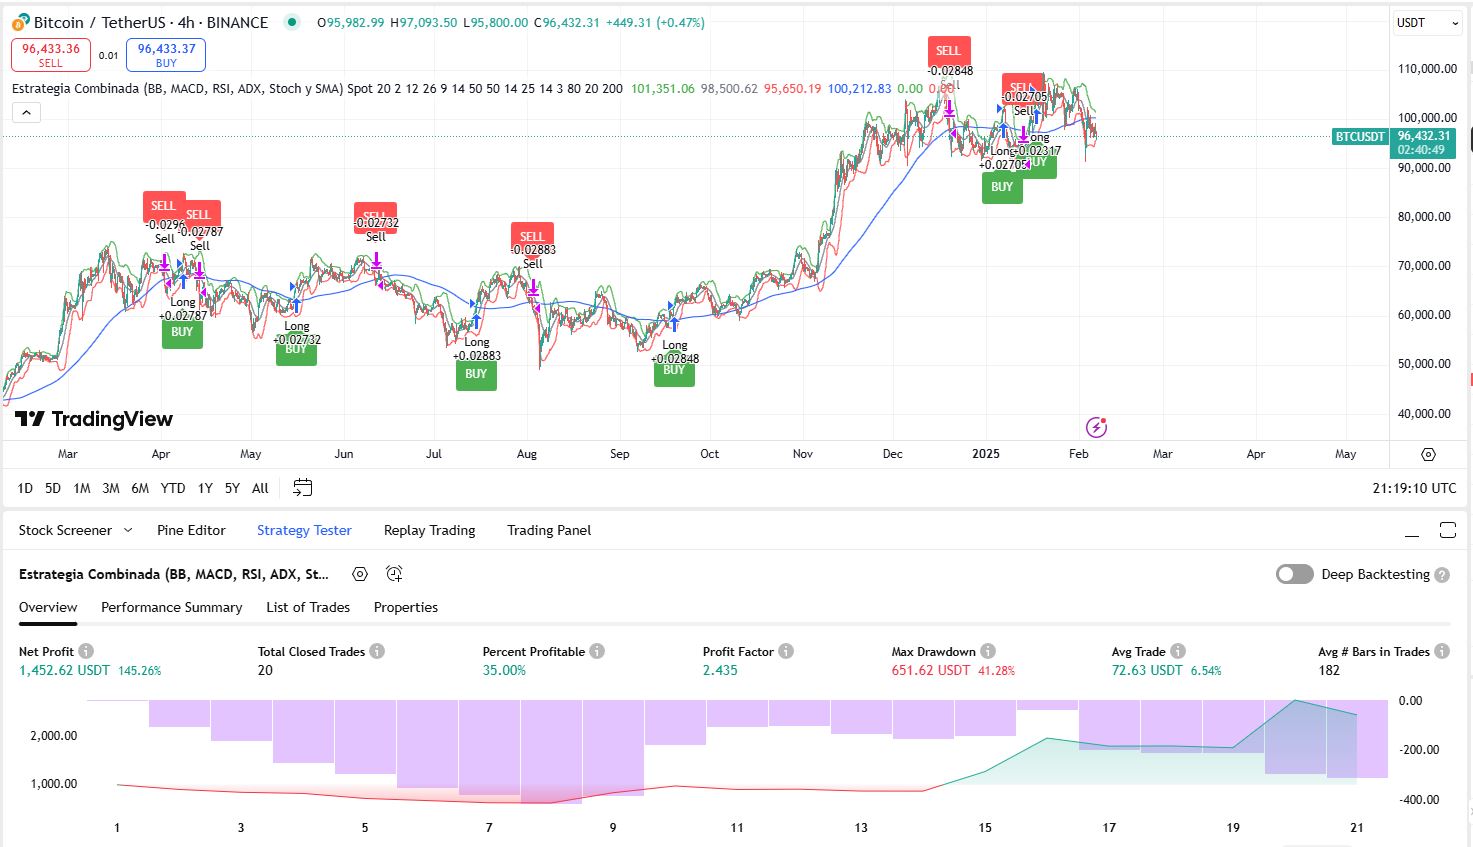 Bitcoin / TetherUS · 4h · BINANCE O95,982.99 H97,093.50 L95,800.00 C96,432.31 +449.31 (+0.47%)
USDT
96,433.36
SELL
0.01
96,433.37
BUY
Estrategia Combinada (BB, MACD, RSI, ADX, Stoch y SMA) Spot 20 2 12 26 9 14 50 50 14 25 14 3 80 20 200 101,351.06 98,500.62 95,650.19 100,212.83 0.00 0.00
SELL
-0.02848
Sell
SELL
-0.02705
Sell
Long
-0.02317
BUY
Long
+0.02705
BUY
SELL
-0.0296
Sell
SELL
-0.02787
Sell
Long
+0.02787
BUY
Long
+0.02732
BUY
SELL
-0.02732
Sell
Long
+0.02883
BUY
SELL
-0.02883
Sell
Long
+0.02848
BUY
110,000.00
100,000.00
BTCUSDT 96,432.31
02:40:49
90,000.00
80,000.00
70,000.00
60,000.00
50,000.00
40,000.00
TradingView
Mar Apr May Jun Jul Aug Sep Oct Nov Dec 2025 Feb Mar Apr May
1D 5D 1M 3M 6M YTD 1Y 5Y All
21:19:10 UTC
Stock Screener Pine Editor Strategy Tester Replay Trading Trading Panel
Estrategia Combinada (BB, MACD, RSI, ADX, St...
Deep Backtesting ?
Overview Performance Summary List of Trades Properties
Net Profit Total Closed Trades Percent Profitable Profit Factor Max Drawdown Avg Trade Avg # Bars in Trades
1,452.62 USDT 145.26% 20 35.00% 2.435 651.62 USDT 41.28% 72.63 USDT 6.54% 182
2,000.00
1,000.00
0.00
-200.00
-400.00
1 3 5 7 9 11 13 15 17 19 21